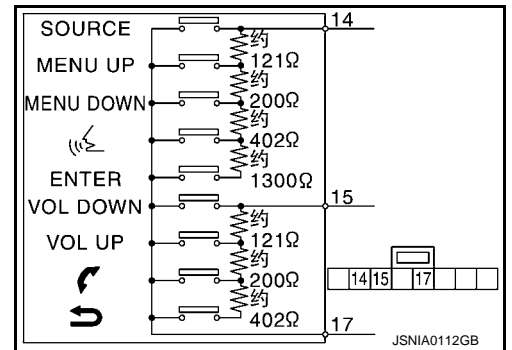 SOURCE
14
约
121Ω
MENU UP
约
200Ω
MENU DOWN
约
402Ω
约
1300Ω
ENTER
VOL DOWN
15
约
121Ω
VOL UP
约
200Ω
约
402Ω
17
14 15 17
JSNIA0112GB